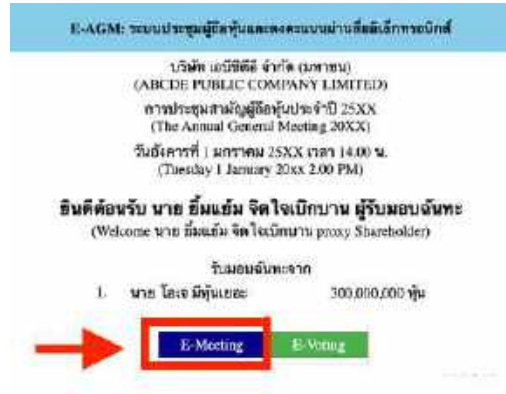 E-AGM: ระบบประชุมผู้ถือหุ้นและลงคะแนนผ่านสื่ออิเล็กทรอนิกส์
บริษัท เอบีซีดีอี จำกัด (มหาชน)
(ABCDE PUBLIC COMPANY LIMITED)
การประชุมสามัญผู้ถือหุ้นประจำปี 25XX
(The Annual General Meeting 20XX)
วันอังคารที่ 1 มกราคม 25XX เวลา 14.00 น.
(Tuesday 1 January 20xx 2.00 PM)
ยินดีต้อนรับ นาย ยิ้มแย้ม จิตใจเบิกบาน ผู้รับมอบฉันทะ
(Welcome นาย ยิ้มแย้ม จิตใจเบิกบาน proxy Shareholder)
รับมอบฉันทะจาก
1. นาย โอเจ มีหุ้นเยอะ 300,000,000 หุ้น
E-Meeting E-Voting